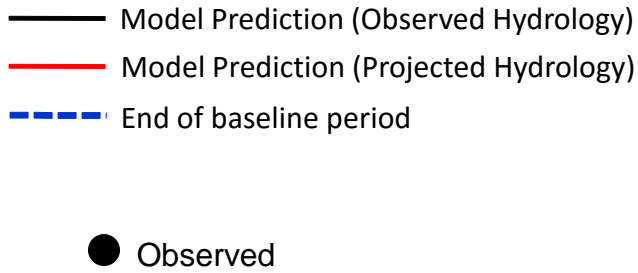 Model Prediction (Observed Hydrology)
Model Prediction (Projected Hydrology)
End of baseline period
Observed